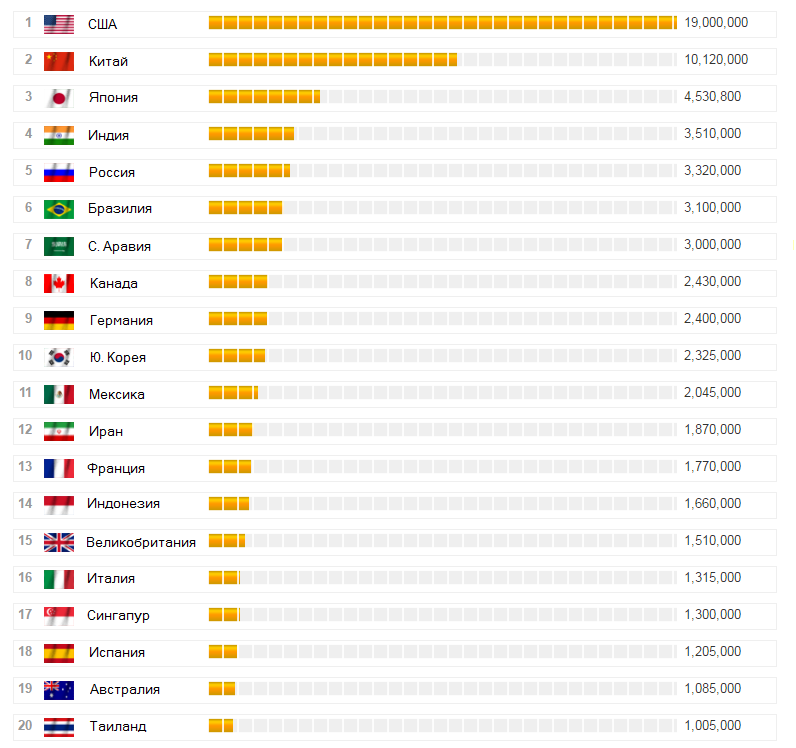 1 США 19,000,000
2 Китай 10,120,000
3 Япония 4,530,800
4 Индия 3,510,000
5 Россия 3,320,000
6 Бразилия 3,100,000
7 С. Аравия 3,000,000
8 Канада 2,430,000
9 Германия 2,400,000
10 Ю. Корея 2,325,000
11 Мексика 2,045,000
12 Иран 1,870,000
13 Франция 1,770,000
14 Индонезия 1,660,000
15 Великобритания 1,510,000
16 Италия 1,315,000
17 Сингапур 1,300,000
18 Испания 1,205,000
19 Австралия 1,085,000
20 Таиланд 1,005,000